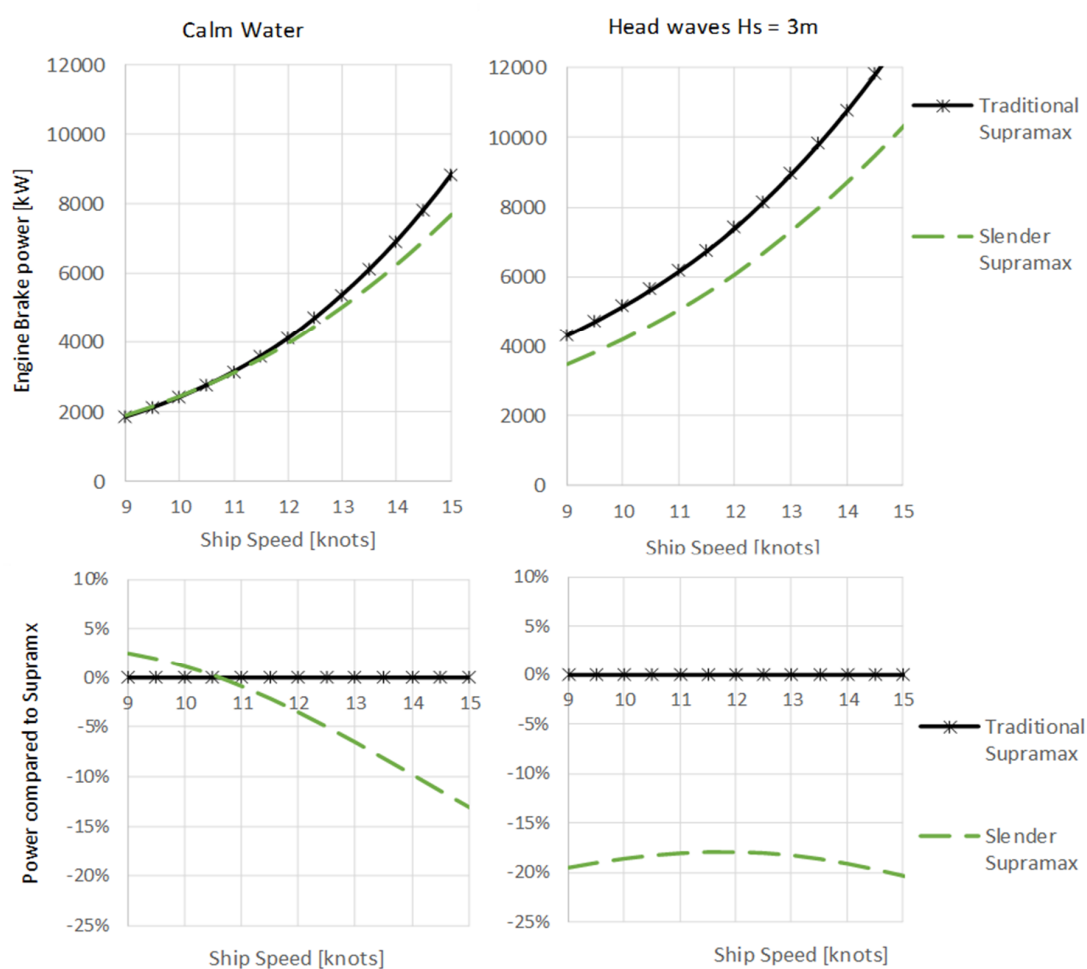 Calm Water
Head waves Hs = 3m
Engine Brake power [kW]
12000
10000
8000
6000
4000
2000
0
9 10 11 12 13 14 15
Ship Speed [knots]
12000
10000
8000
6000
4000
2000
0
9 10 11 12 13 14 15
Ship Speed [knots]
Traditional
Supramax
Slender
Supramax
Power compared to Supramx
10%
5%
0%
-5%
-10%
-15%
-20%
-25%
9 10 11 12 13 14 15
Ship Speed [knots]
10%
5%
0%
-5%
-10%
-15%
-20%
-25%
9 10 11 12 13 14 15
Ship Speed [knots]
Traditional
Supramax
Slender
Supramax